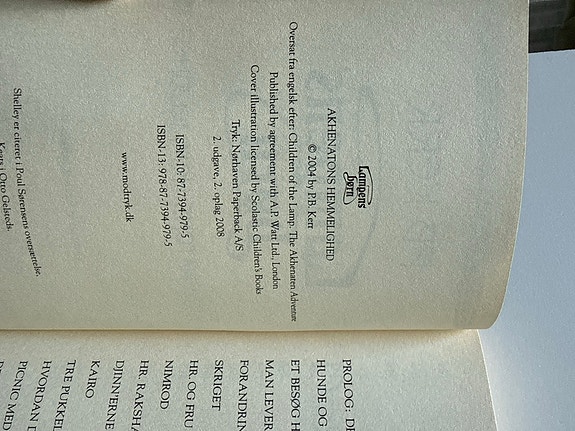 Lampens
børn
AKHENATONS HEMMELIGHED
© 2004 by P.B. Kerr
Oversat fra engelsk efter: Children of the Lamp. The Akhenaten Adventure
Published by agreement with A.P. Watt Ltd., London
Cover illustration licensed by Scholastic Children's Books
Tryk: Nørhaven Paperback A/S
2. udgave, 2. oplag 2008
ISBN-10: 87-7394-979-5
ISBN-13: 978-87-7394-979-5
www.modtryk.dk
Shelley er citeret i Poul Sørensens oversættelse.
Keats i Otto Gelsteds
PROLOG: DE
HUNDE OG
ET BESØG H
MAN LEVER
FORANDRIN
SKRIGET
HR. OG FRU
NIMROD
HR. RAKSHA
DJINN'ERNE
KAIRO
TRE PUKKEL
HVORDAN D
PICNIC MED